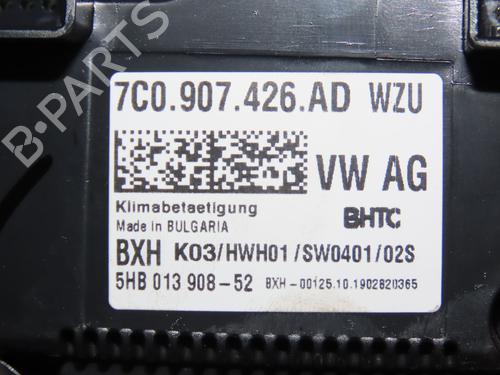 7C0.907.426.AD WZU
VW AG
Klimabetaetigung
Made in BULGARIA
BHTC
BXH K03/HWH01/SW0401/02S
5HB 013 908-52 BXH-00125.10.1902820365
B-PARTS